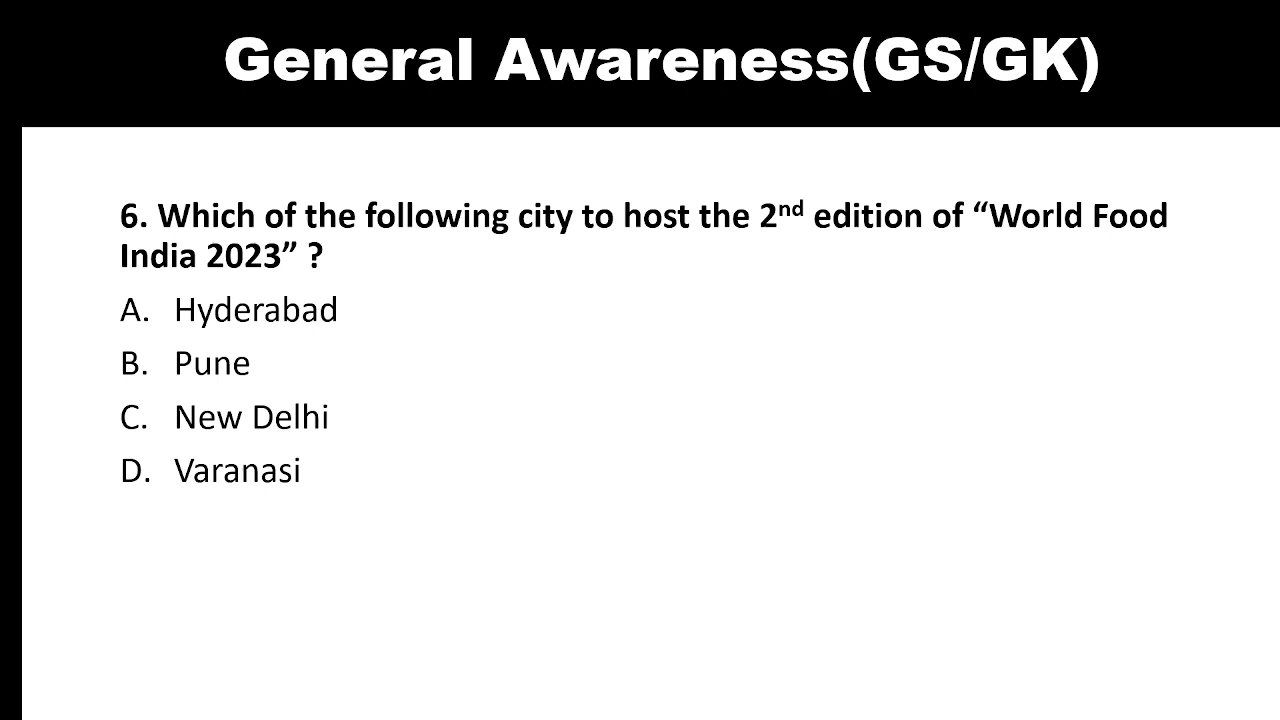 General Awareness(GS/GK)
6. Which of the following city to host the 2nd edition of “World Food
India 2023” ?
A. Hyderabad
B. Pune
C. New Delhi
D. Varanasi